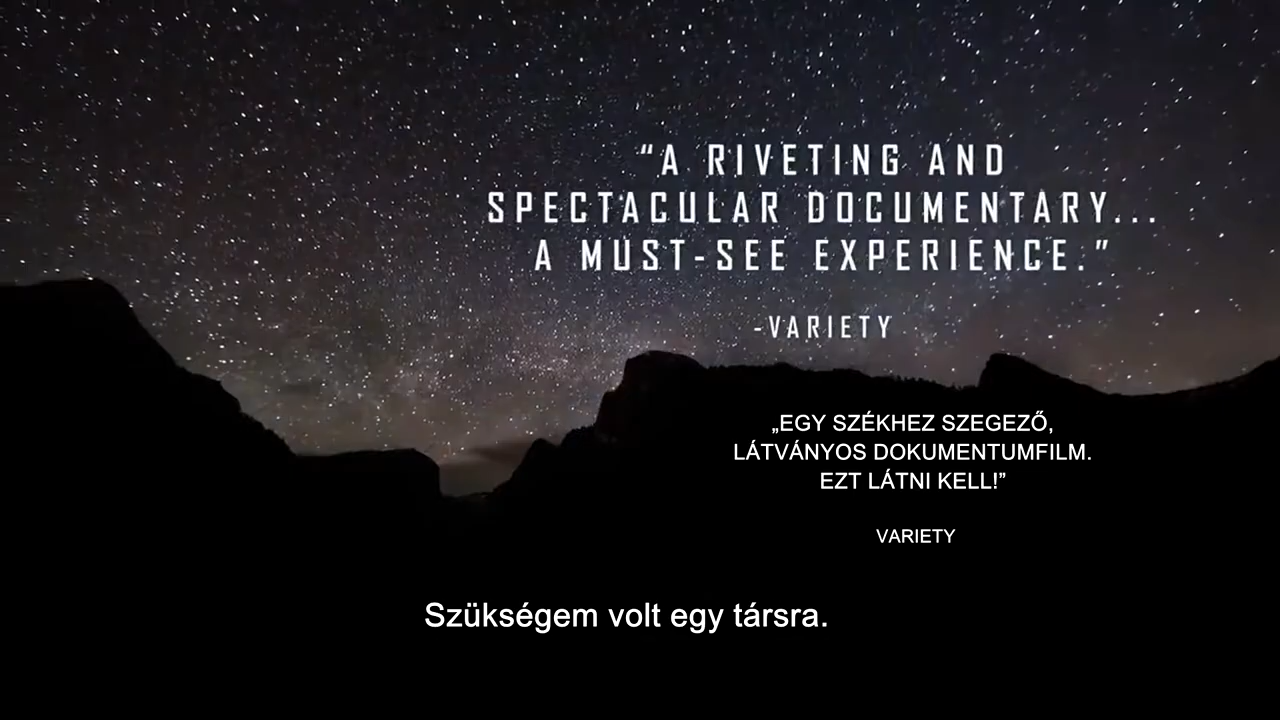 “A RIVETING AND
SPECTACULAR DOCUMENTARY...
A MUST-SEE EXPERIENCE.”
-VARIETY
„EGY SZÉKHEZ SZEGEZŐ,
LÁTVÁNYOS DOKUMENTUMFILM.
EZT LÁTNI KELL!”
VARIETY
Szükségem volt egy társra.